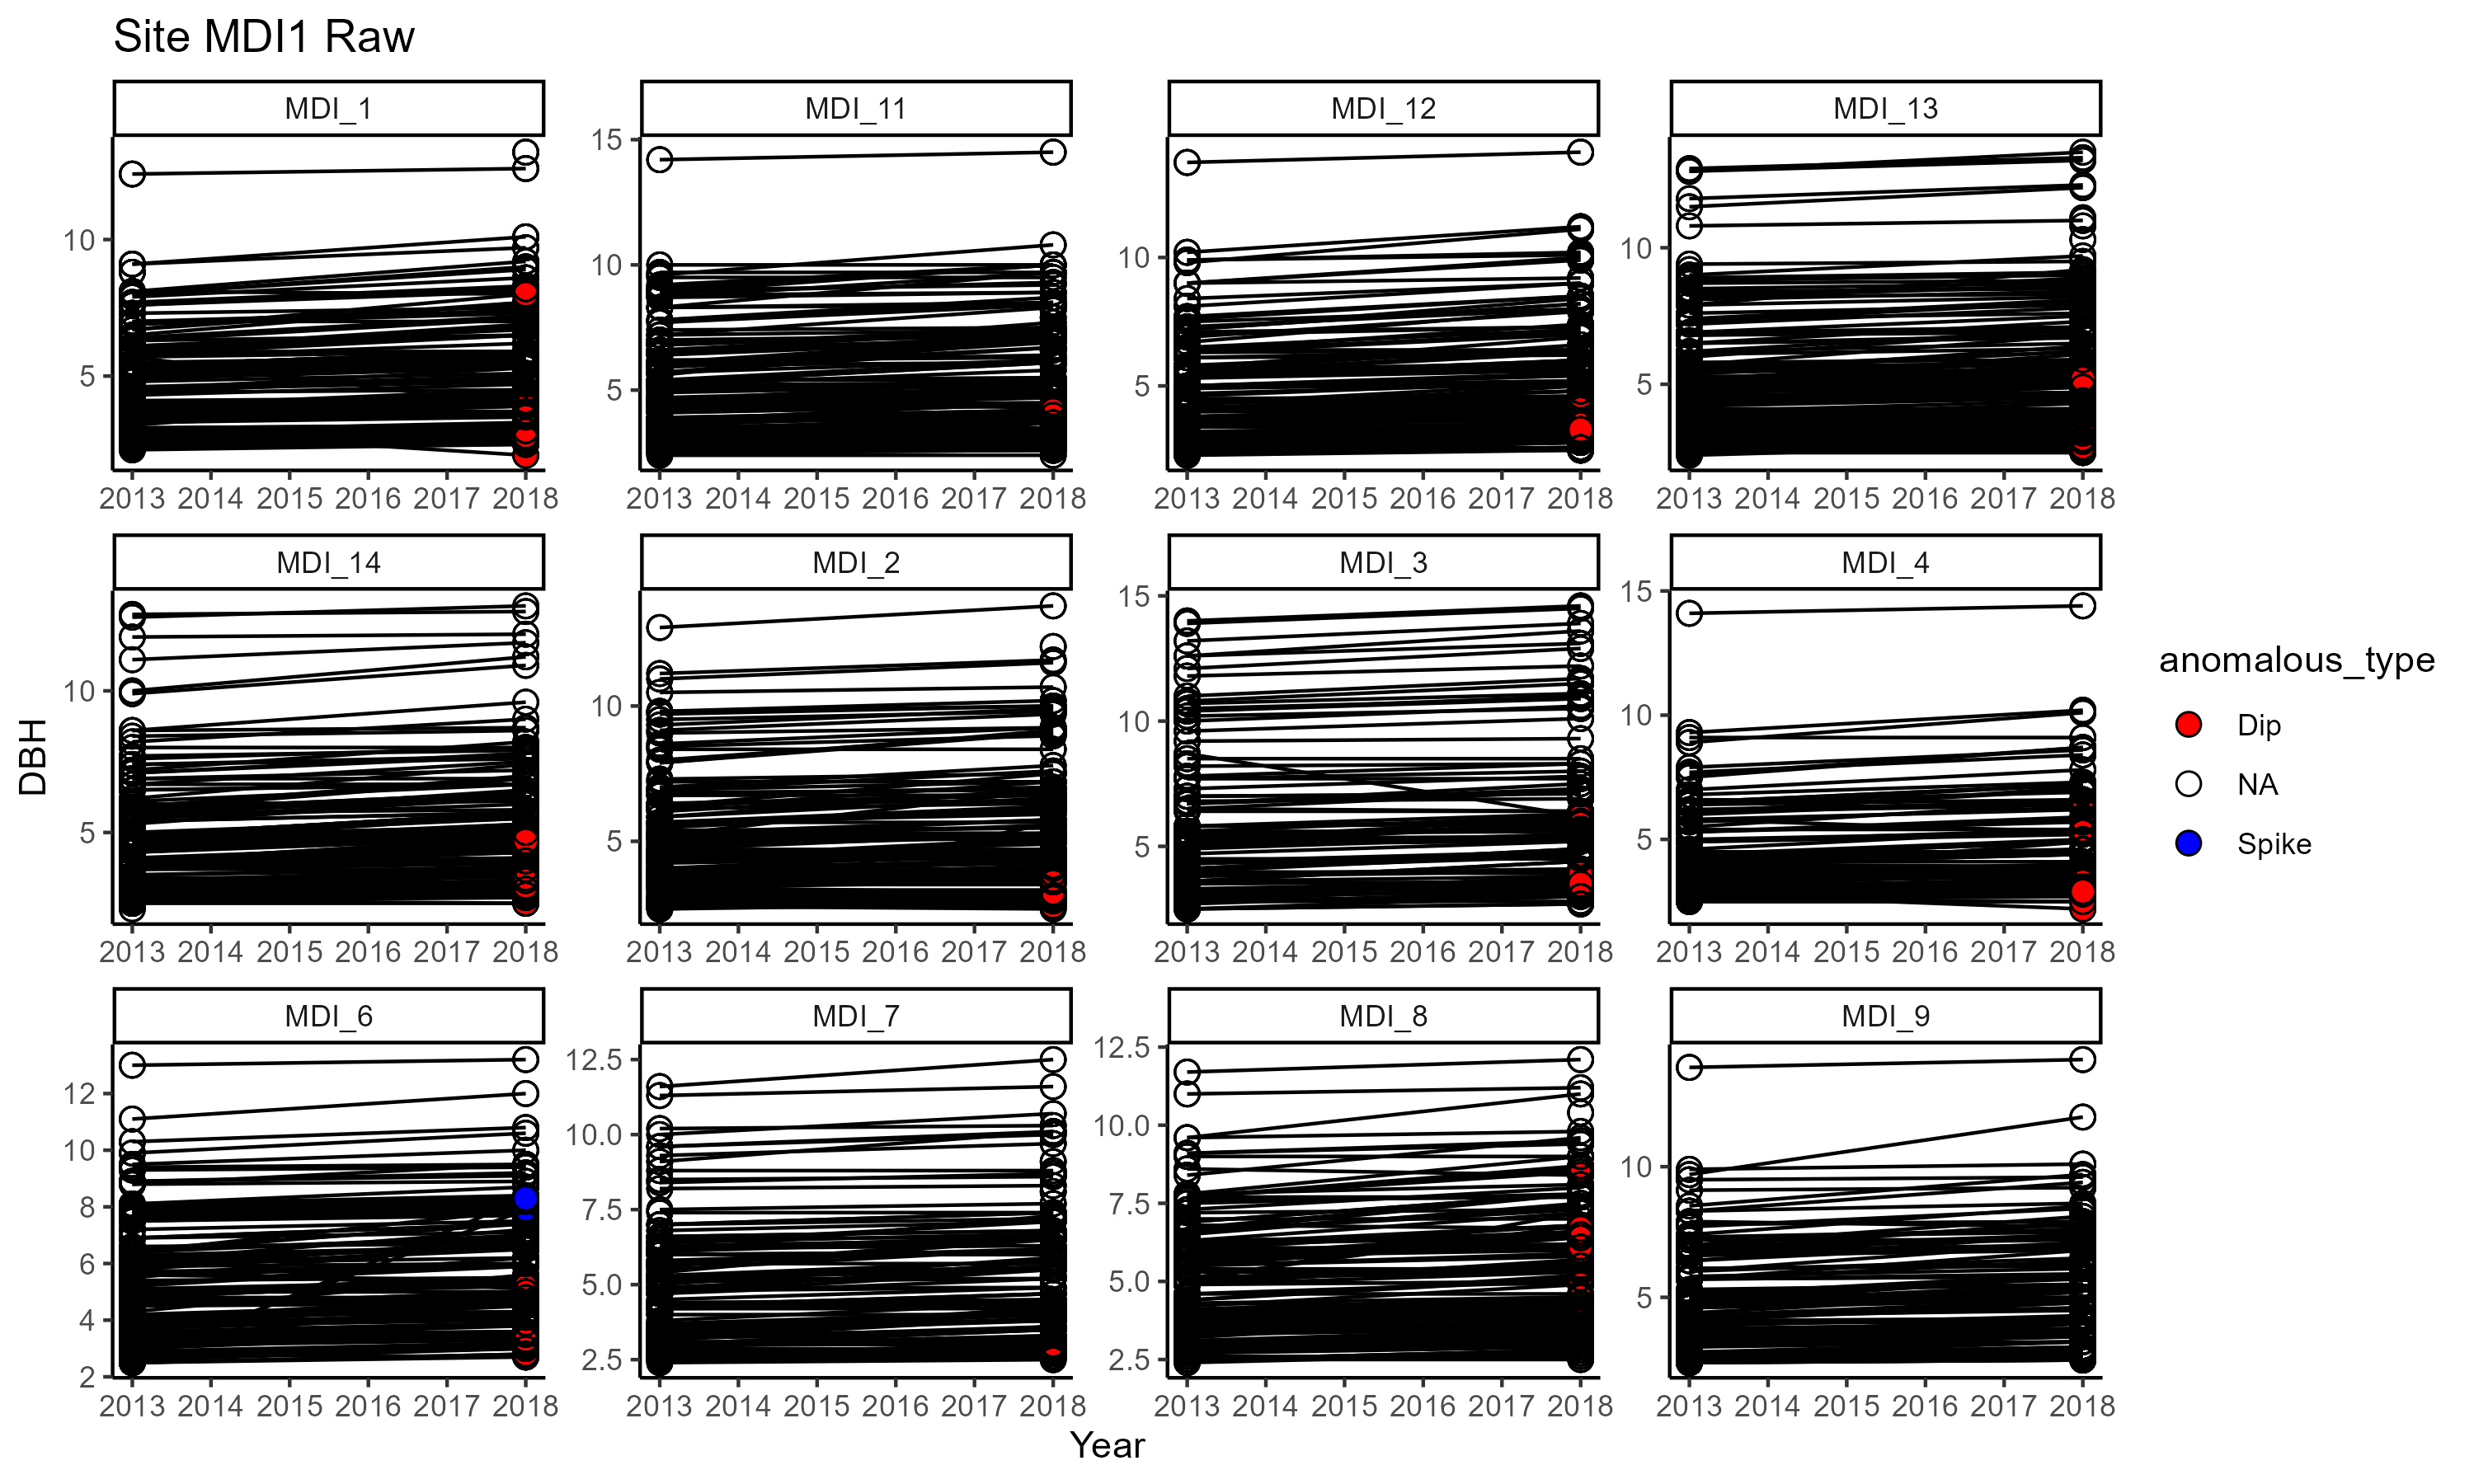 Site MDI1 Raw
MDI_1 MDI_11 MDI_12 MDI_13
10
5
15
10
5
10
5
10
5
2013 2014 2015 2016 2017 2018 2013 2014 2015 2016 2017 2018 2013 2014 2015 2016 2017 2018 2013 2014 2015 2016 2017 2018
MDI_14 MDI_2 MDI_3 MDI_4
10
5
10
5
15
10
5
15
10
5
2013 2014 2015 2016 2017 2018 2013 2014 2015 2016 2017 2018 2013 2014 2015 2016 2017 2018 2013 2014 2015 2016 2017 2018
MDI_6 MDI_7 MDI_8 MDI_9
12
10
8
6
4
2
12.5
10.0
7.5
5.0
2.5
12.5
10.0
7.5
5.0
2.5
10
5
2013 2014 2015 2016 2017 2018 2013 2014 2015 2016 2017 2018 2013 2014 2015 2016 2017 2018 2013 2014 2015 2016 2017 2018
DBH
Year
anomalous_type
Dip
NA
Spike